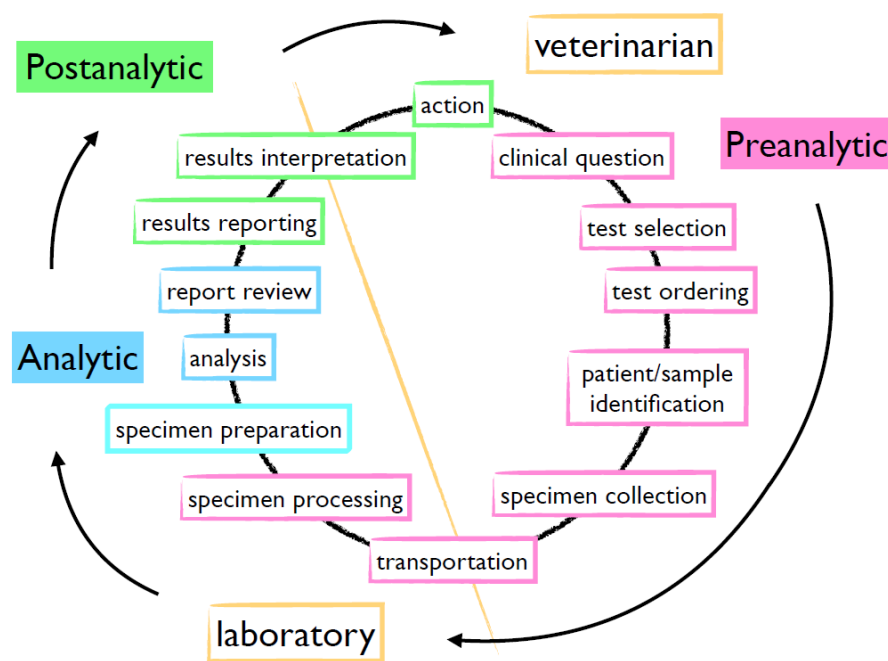 veterinarian
Postanalytic
action
Preanalytic
results interpretation
clinical question
results reporting
test selection
report review
test ordering
Analytic
analysis
patient/sample
identification
specimen preparation
specimen processing
specimen collection
transportation
laboratory